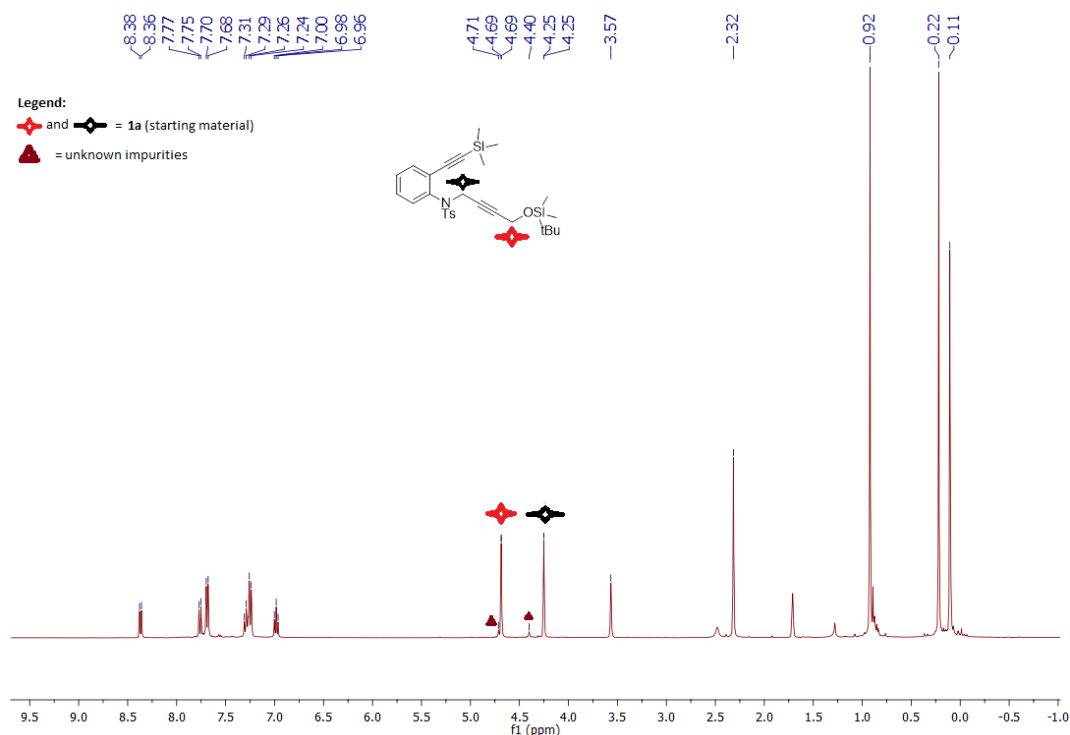 8.38 8.36 7.77 7.75 7.70 7.68 7.31 7.29 7.26 7.24 7.00 6.98 6.96 4.71 4.69 4.69 4.40 4.25 4.25 3.57 2.32 0.92 0.22 0.11
Legend:
and = 1a (starting material)
= unknown impurities
Si
N
Ts
OSi
tBu
9.5 9.0 8.5 8.0 7.5 7.0 6.5 6.0 5.5 5.0 4.5 4.0 3.5 3.0 2.5 2.0 1.5 1.0 0.5 0.0 -0.5 -1.0
f1 (ppm)